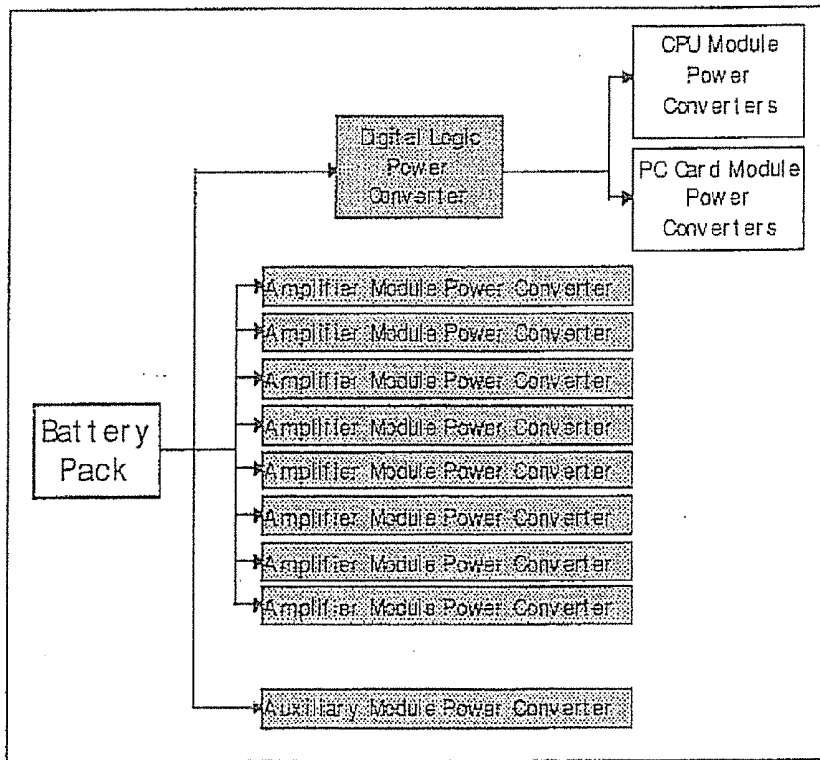 CPU Module
Power
Converters
Digital Logic
Power
Converter
PC Card Module
Power
Converters
Amplifier Module Power Converter
Amplifier Module Power Converter
Amplifier Module Power Converter
Amplifier Module Power Converter
Amplifier Module Power Converter
Amplifier Module Power Converter
Amplifier Module Power Converter
Amplifier Module Power Converter
Battery
Pack
Auxiliary Module Power Converter